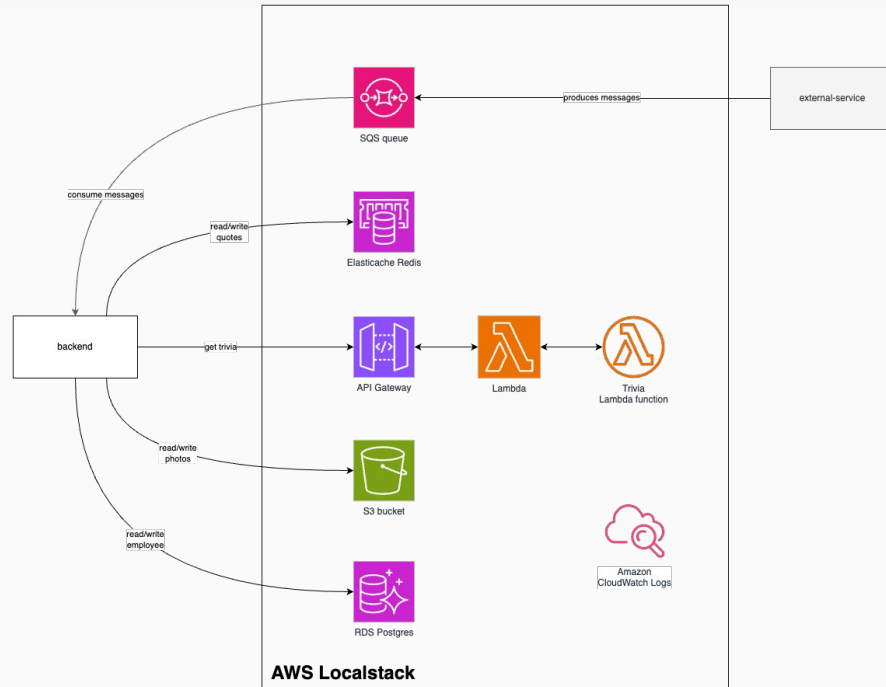 produces messages
external-service
SQS queue
consume messages
read/write
quotes
Elasticache Redis
backend
get trivia
API Gateway
Lambda
Trivia
Lambda function
read/write
photos
S3 bucket
read/write
employee
Amazon
CloudWatch Logs
RDS Postgres
AWS Localstack